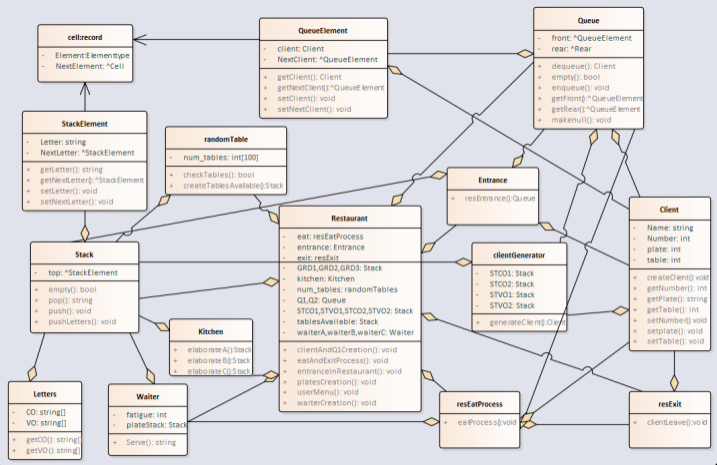 cell:record
- Element:Elementtype
- NextElement: ^Cell
QueueElement
- client: Client
- NextClient: ^QueueElement
+ getClient(): Client
+ getNextClient():^QueueElement
+ setClient(): void
+ setNextClient(): void
Queue
- front: ^QueueElement
- rear: ^Rear
+ dequeue(): Client
+ empty(): bool
+ enqueue(): void
+ getFront():^QueueElement
+ getRear():^QueueElement
+ makenull(): void
StackElement
- Letter: string
- NextLetter: ^StackElement
+ getLetter(): string
+ getNextLetter():^StackElement
+ setLetter(): void
+ setNextLetter(): void
randomTable
- num_tables: int[100]
+ checkTables(): bool
+ createTablesAvailable():Stack
Entrance
+ resEntrance():Queue
Restaurant
- eat: resEatProcess
- entrance: Entrance
- exit: resExit
- GRD1,GRD2,GRD3: Stack
- kitchen: Kitchen
- num_tables: randomTables
- Q1,Q2: Queue
- STCO1,STVO1,STCO2,STVO2: Stack
- tablesAvailable: Stack
- waiterA,waiterB,waiterC: Waiter
+ clientAndQ1Creation(): void
+ eatAndExitProcess(): void
+ entranceInRestaurant(): void
+ platesCreation(): void
+ userMenu(): void
+ waiterCreation(): void
Client
- Name: string
- Number: int
- plate: int
- table: int
+ createClient(): void
+ getNumber(): int
+ getPlate(): string
+ getTable(): int
+ setNumber(): void
+ setplate(): void
+ setTable(): void
Stack
- top: ^StackElement
+ empty(): bool
+ pop(): string
+ push(): void
+ pushLetters(): void
clientGenerator
- STCO1: Stack
- STCO2: Stack
- STVO1: Stack
- STVO2: Stack
+ generateClient():Client
Kitchen
+ elaborateA():Stack
+ elaborateB():Stack
+ elaborateC():Stack
Letters
- CO: string[]
- VO: string[]
+ getCO(): string[]
+ getVO(): string[]
Waiter
- fatigue: int
- plateStack: Stack
+ Serve(): string
resEatProcess
+ eatProcess():void
resExit
+ clientLeave():void